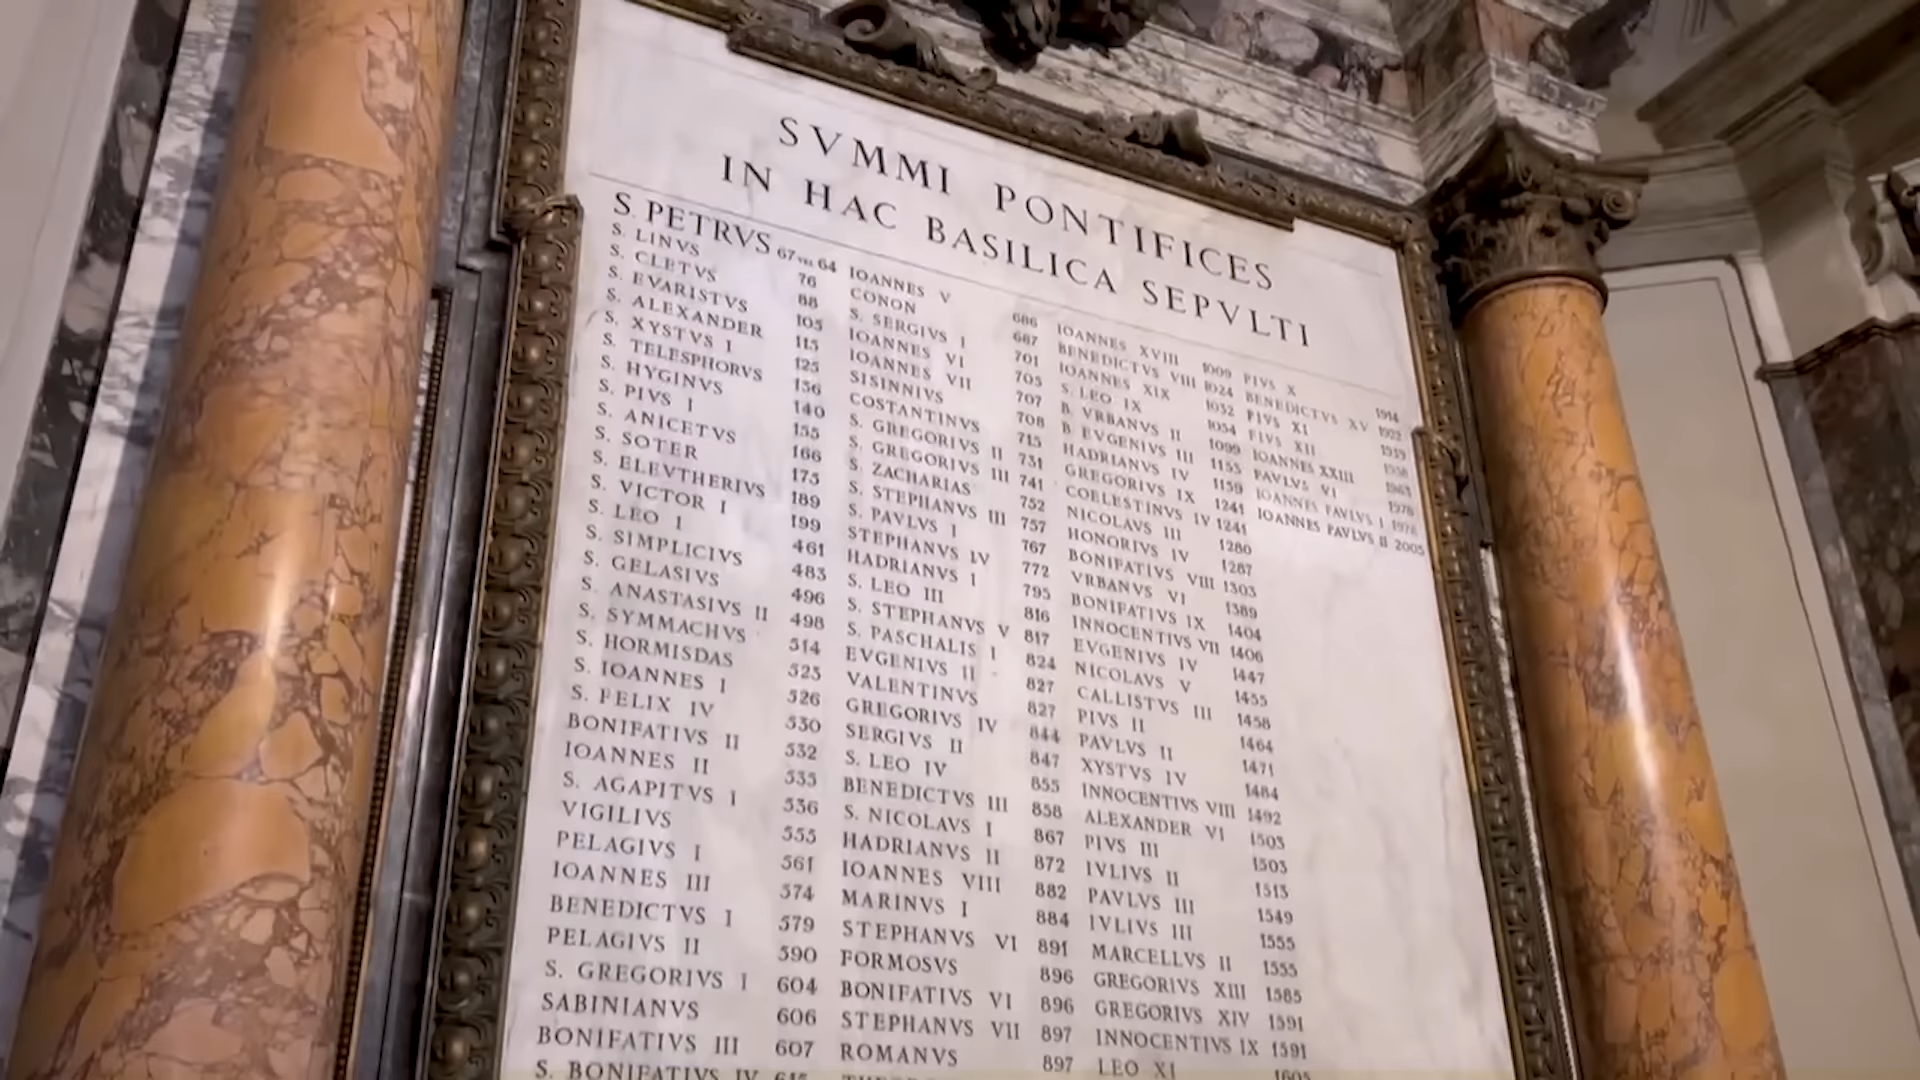 SVMMI PONTIFICES
IN HAC BASILICA SEPVLTI
S. PETRVS 67 vel 64
S. LINVS 76
S. CLETVS 88
S. EVARISTVS 105
S. ALEXANDER 115
S. XYSTVS I 125
S. TELESPHORVS 136
S. HYGINVS 140
S. PIVS I 155
S. ANICETVS 166
S. SOTER 175
S. ELEVTHERIVS 189
S. VICTOR I 199
S. LEO I 461
S. SIMPLICIVS 483
S. GELASIVS 496
S. ANASTASIVS II 498
S. SYMMACHVS 514
S. HORMISDAS 523
S. IOANNES I 526
S. FELIX IV 530
BONIFATIVS II 532
IOANNES II 535
S. AGAPITVS I 536
VIGILIVS 555
PELAGIVS I 561
IOANNES III 574
BENEDICTVS I 579
PELAGIVS II 590
S. GREGORIVS I 604
SABINIANVS 606
BONIFATIVS III 607
S. BONIFATIVS IV 615
IOANNES V 686
CONON 687
S. SERGIVS I 701
IOANNES VI 705
IOANNES VII 707
SISINNIVS 708
COSTANTINVS 715
S. GREGORIVS II 731
S. GREGORIVS III 741
S. ZACHARIAS 752
S. STEPHANVS III 757
S. PAVLVS I 767
STEPHANVS IV 772
HADRIANVS I 795
S. LEO III 816
S. STEPHANVS V 817
S. PASCHALIS I 824
EVGENIVS II 827
VALENTINVS 827
GREGORIVS IV 844
SERGIVS II 847
S. LEO IV 855
BENEDICTVS III 858
S. NICOLAVS I 867
HADRIANVS II 872
IOANNES VIII 882
MARINVS I 884
STEPHANVS VI 891
FORMOSVS 896
BONIFATIVS VI 896
STEPHANVS VII 897
ROMANVS 897
IOANNES XVIII 1009
BENEDICTVS VIII 1024
IOANNES XIX 1032
S. LEO IX 1054
B. VRBANVS II 1099
B. EVGENIVS III 1153
HADRIANVS IV 1159
GREGORIVS IX 1241
COELESTINVS IV 1241
NICOLAVS III 1280
HONORIVS IV 1287
BONIFATIVS VIII 1303
VRBANVS VI 1389
BONIFATIVS IX 1404
INNOCENTIVS VII 1406
EVGENIVS IV 1447
NICOLAVS V 1455
CALLISTVS III 1458
PIVS II 1464
PAVLVS II 1471
XYSTVS IV 1484
INNOCENTIVS VIII 1492
ALEXANDER VI 1503
PIVS III 1503
IVLIVS II 1513
PAVLVS III 1549
IVLIVS III 1555
MARCELLVS II 1555
GREGORIVS XIII 1585
GREGORIVS XIV 1591
INNOCENTIVS IX 1591
LEO XI 1605
PIVS X 1914
BENEDICTVS XV 1922
PIVS XI 1939
PIVS XII 1958
IOANNES XXIII 1963
PAVLVS VI 1978
IOANNES PAVLVS I 1978
IOANNES PAVLVS II 2005